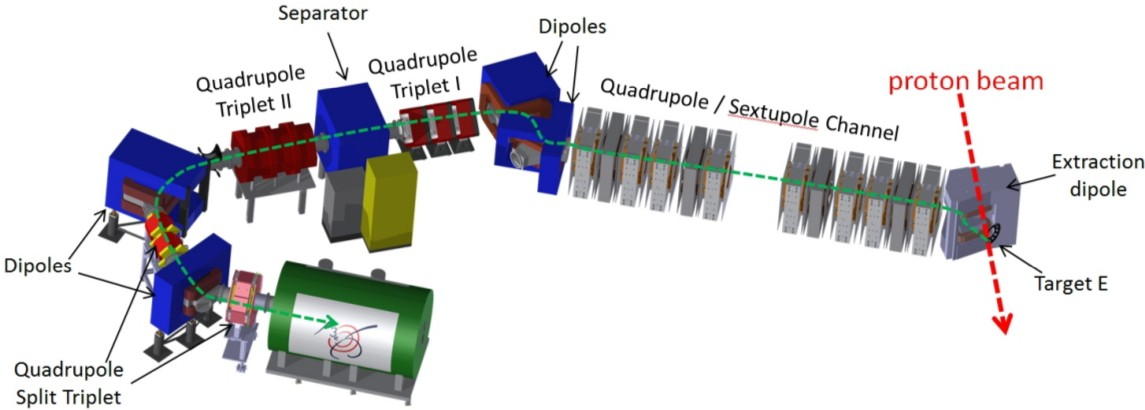 Separator
Dipoles
Quadrupole
Triplet I
Quadrupole
Triplet II
Quadrupole / Sextupole Channel
proton beam
Extraction
dipole
Target E
Dipoles
Quadrupole
Split Triplet